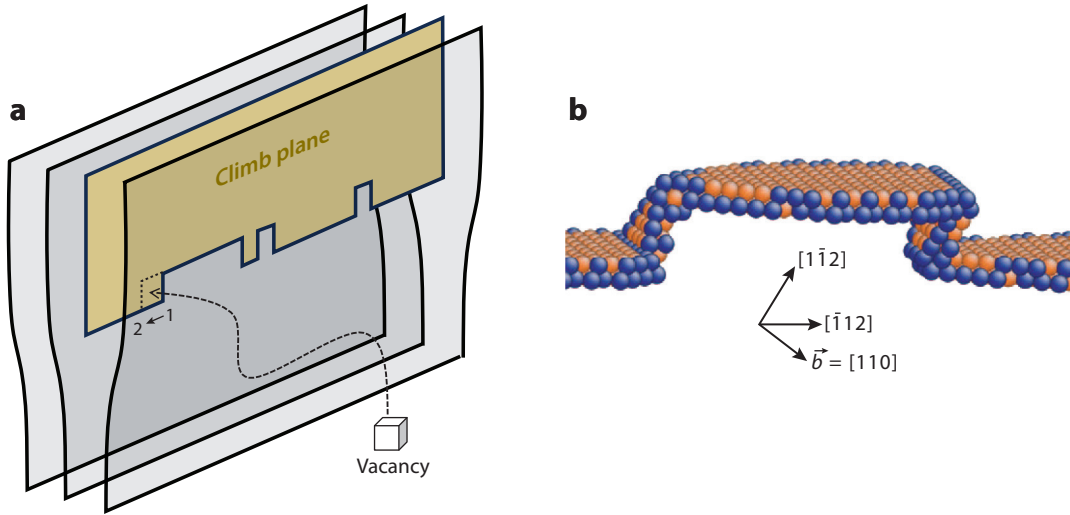 a
Climb plane
2 ← 1
Vacancy
b
[11̄2]
[1̄12]
b⃗ = [110]